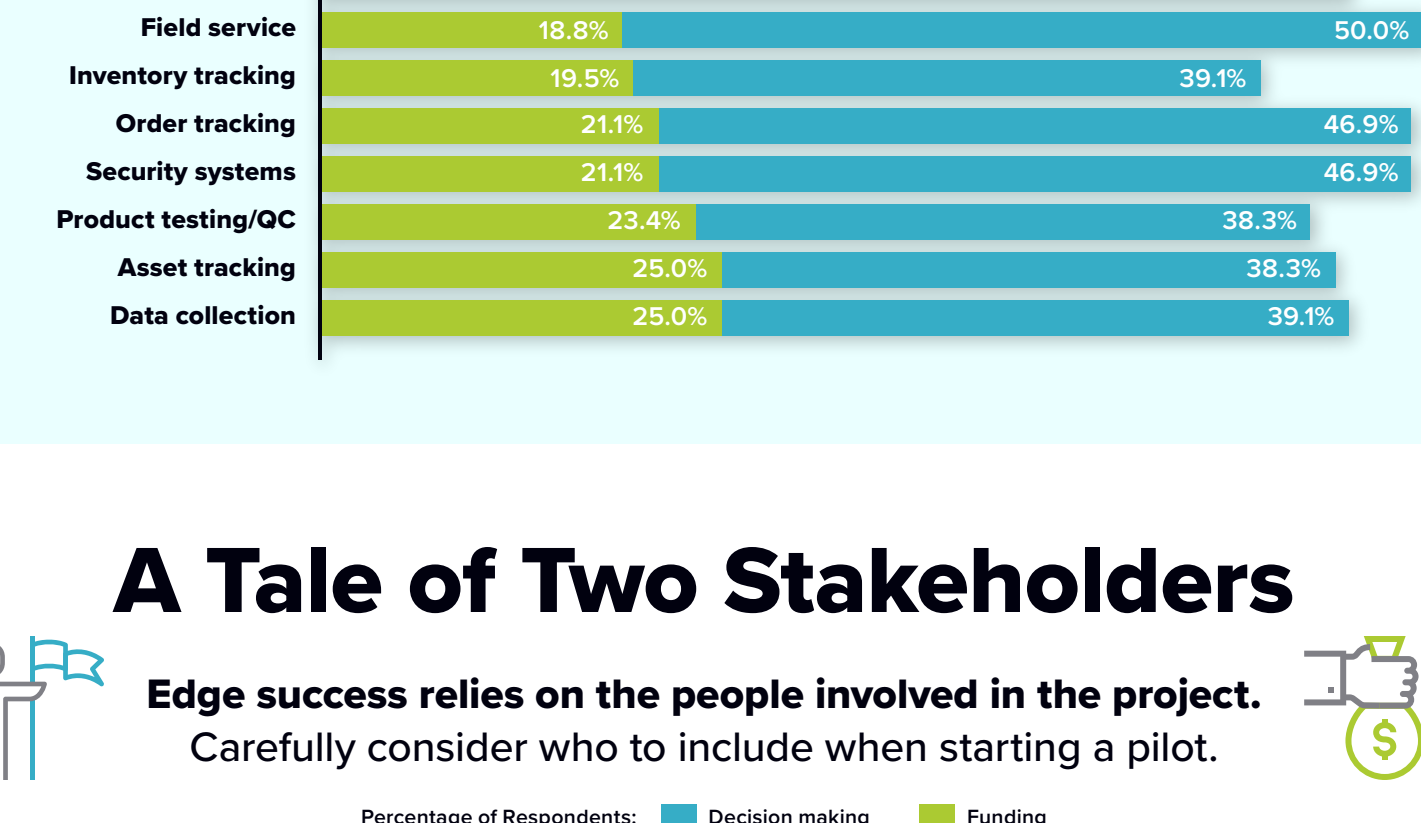 Field service 18.8% 50.0%
Inventory tracking 19.5% 39.1%
Order tracking 21.1% 46.9%
Security systems 21.1% 46.9%
Product testing/QC 23.4% 38.3%
Asset tracking 25.0% 38.3%
Data collection 25.0% 39.1%
A Tale of Two Stakeholders
Edge success relies on the people involved in the project.
Carefully consider who to include when starting a pilot.
$
Percentage of Respondents: Decision making Funding